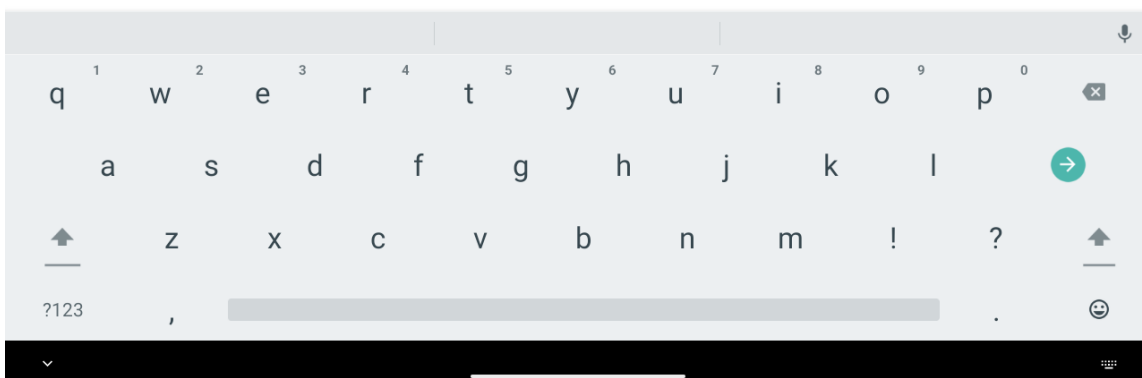 1 2 3 4 5 6 7 8 9 0
q w e r t y u i o p
a s d f g h j k l
z x c v b n m ! ?
?123 , .